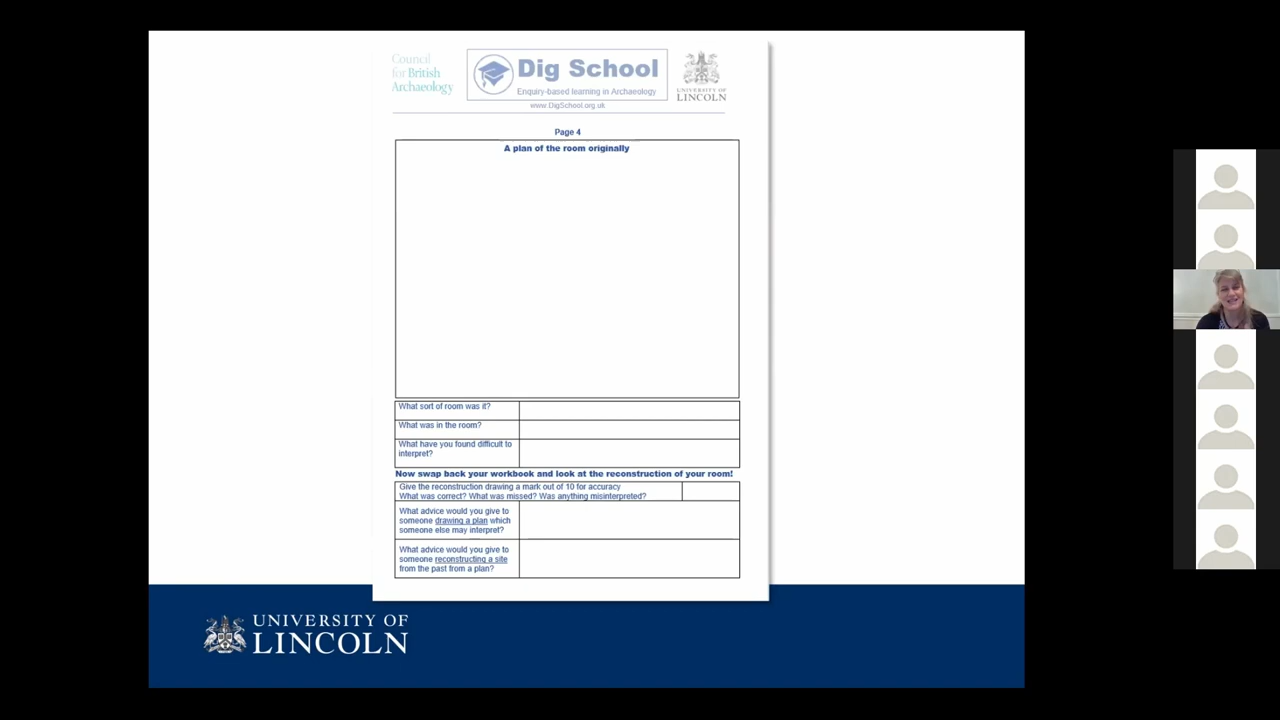 Council
for British
Archaeology
Dig School
Enquiry-based learning in Archaeology
www.DigSchool.org.uk
UNIVERSITY OF
LINCOLN
Page 4
A plan of the room originally
What sort of room was it?
What was in the room?
What have you found difficult to
interpret?
Now swap back your workbook and look at the reconstruction of your room!
Give the reconstruction drawing a mark out of 10 for accuracy
What was correct? What was missed? Was anything misinterpreted?
What advice would you give to
someone drawing a plan which
someone else may interpret?
What advice would you give to
someone reconstructing a site
from the past from a plan?
UNIVERSITY OF
LINCOLN